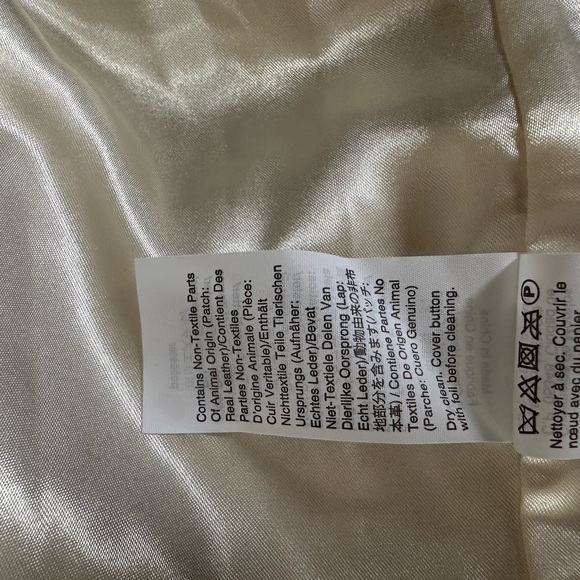 Contains Non-Textile Parts
Of Animal Origin (Patch:
Real Leather/Contient Des
Parties Non-Textiles
D'origine Animale (Pièce:
Cuir Veritable)/Enthält
Nichttextile Teile Tierischen
Ursprungs (Aufnäher:
Echtes Leder)/Bevat
Niet-Textiele Delen Van
Dierlijke Oorsprong (Lap:
Echt Leder)/動物由来の非布
地部分を含みます(パッチ:
本革) / Contiene Partes No
Textiles De Origen Animal
(Parche: cuero Genuino)
Dry clean. Cover button
with foil before cleaning.
P
Nettoyer à sec. Couvrir le
nœud avec du papier